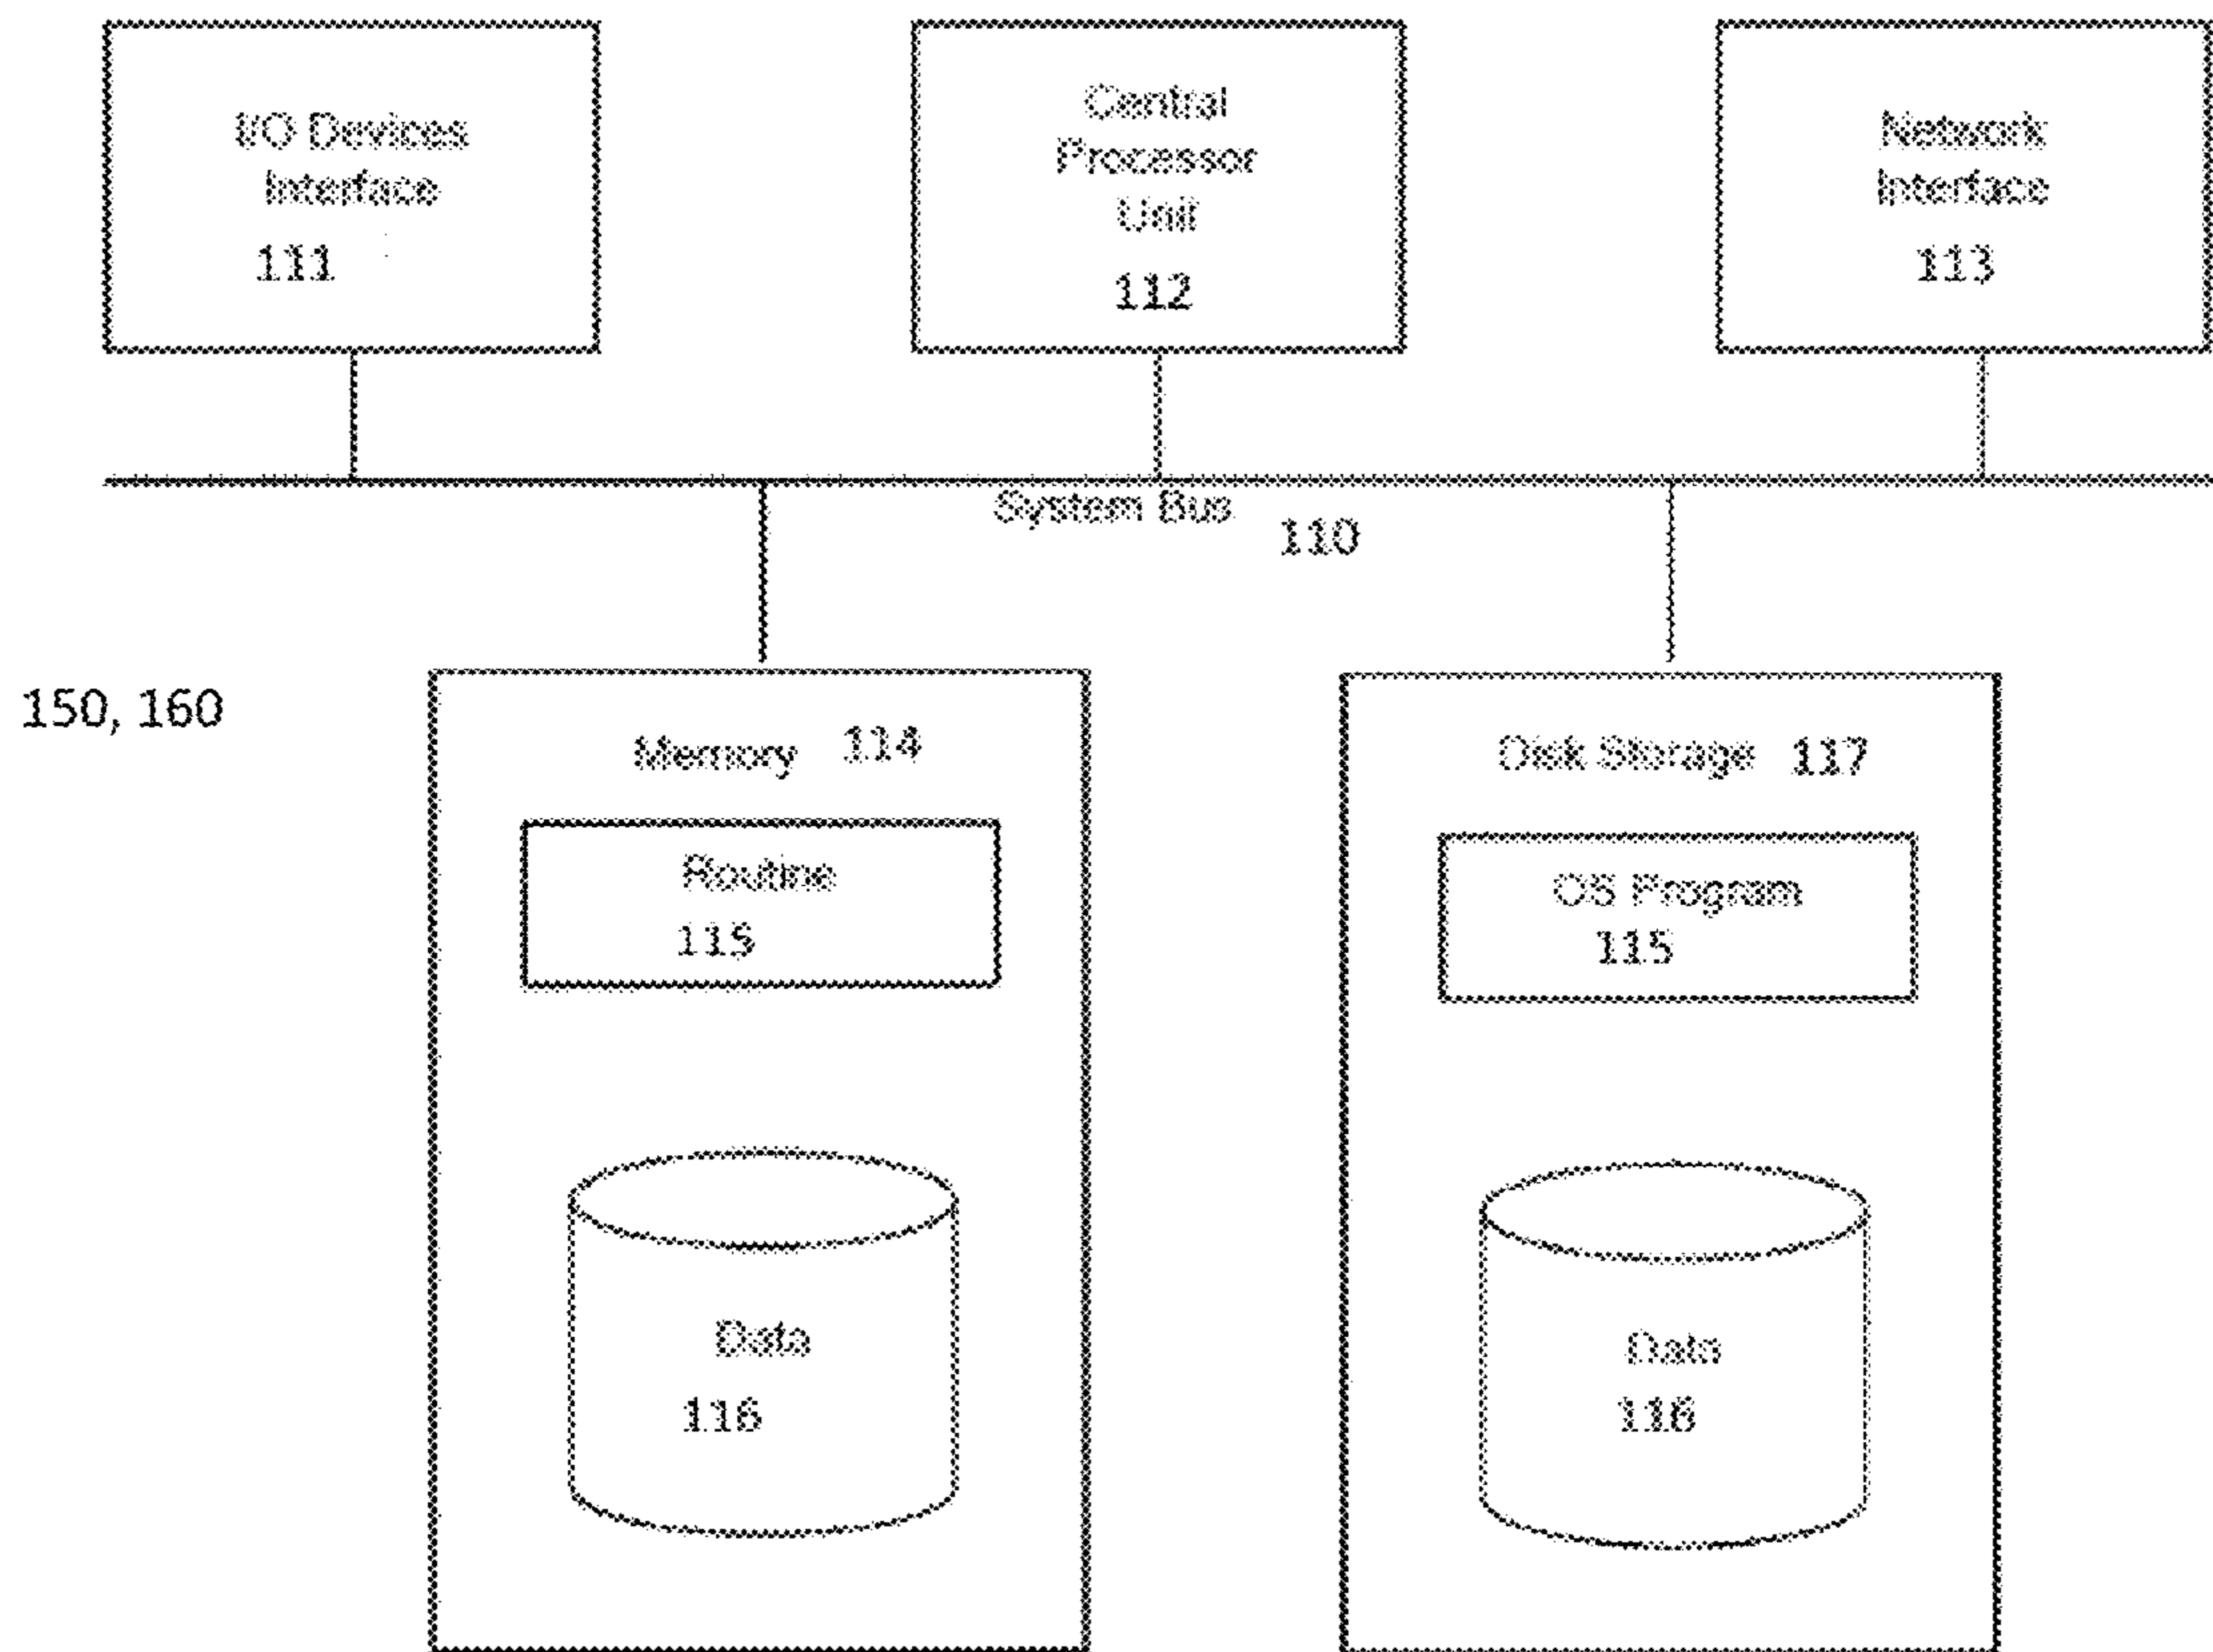 I/O Devices
Interface
111
Central
Processor
Unit
112
Network
Interface
113
System Bus
110
150, 160
Memory 114
Routine
115
Data
116
Disk Storage 117
OS Program
115
Data
116